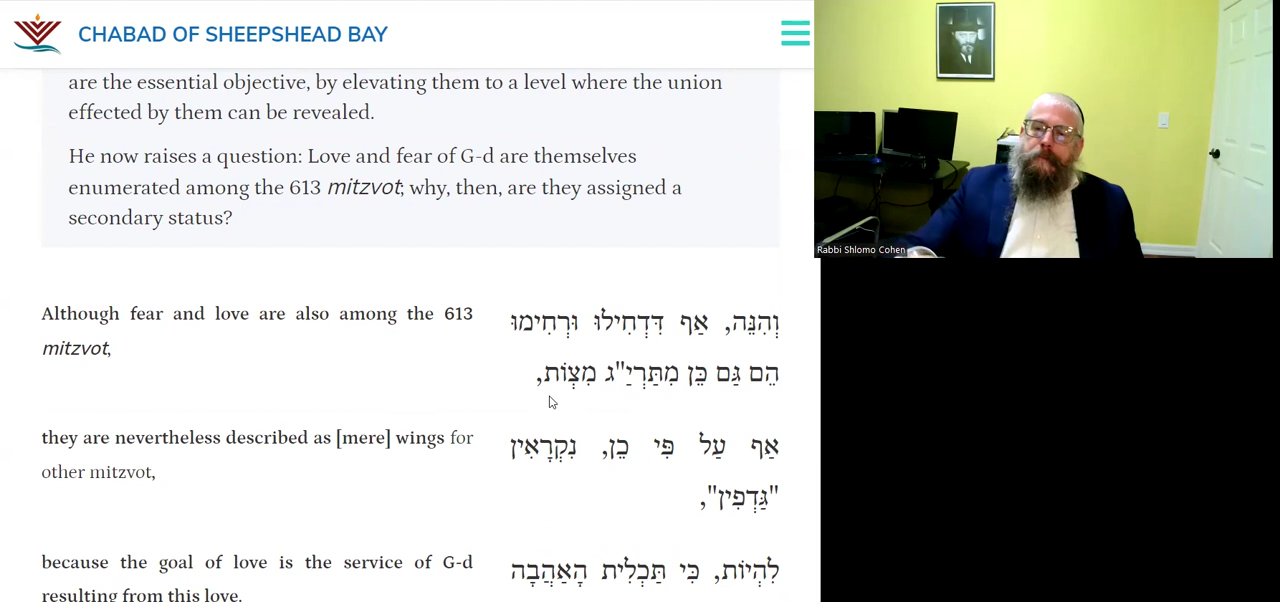 CHABAD OF SHEEPSHEAD BAY
are the essential objective, by elevating them to a level where the union
effected by them can be revealed.
He now raises a question: Love and fear of G-d are themselves
enumerated among the 613 mitzvot; why, then, are they assigned a
secondary status?
Although fear and love are also among the 613
mitzvot,
וְהִנֵּה, אַף דִּדְחִילוּ וּרְחִימוּ
הֵם גַּם כֵּן מִתַּרְיַ"ג מִצְוֹת,
they are nevertheless described as [mere] wings for
other mitzvot,
אַף עַל פִּי כֵן, נִקְרָאִין
"גַּדְפִין",
because the goal of love is the service of G-d
resulting from this love.
לִהְיוֹת, כִּי תַּכְלִית הָאַהֲבָה
Rabbi Shlomo Cohen